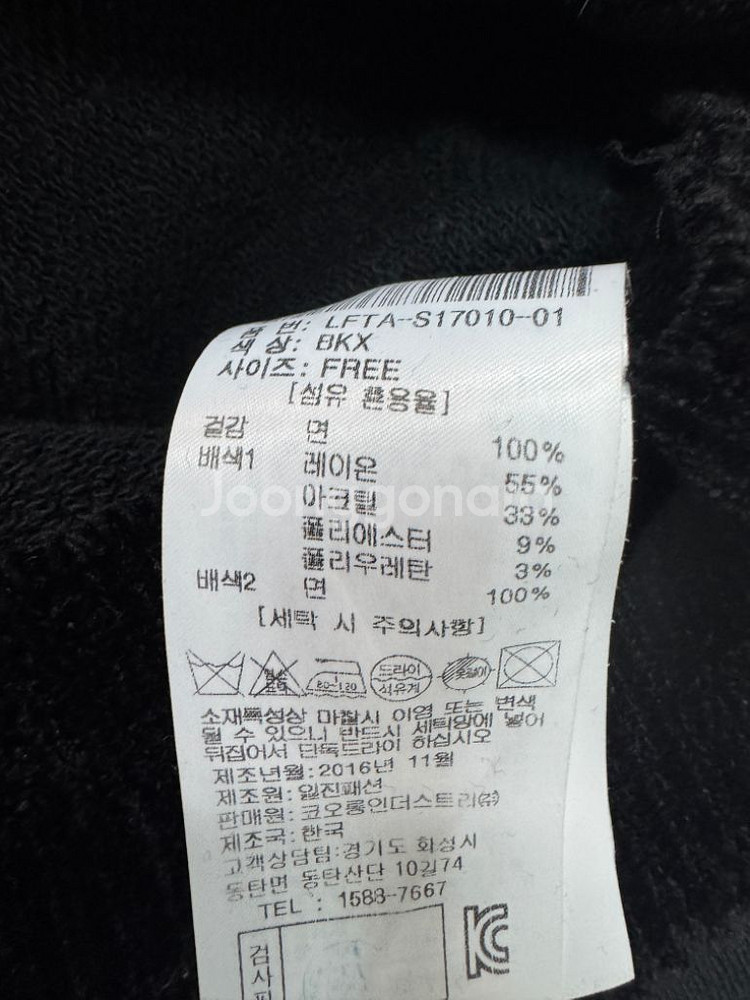 품 번: LFTA-S17010-01
색 상: BKX
사이즈: FREE
[섬유 혼용율]
겉감 면 100%
배색1 레이온 55%
아크릴 33%
폴리에스터 9%
폴리우레탄 3%
배색2 면 100%
[세탁 시 주의사항]
80~120 드라이 석유계 옷걸이
소재특성상 마찰시 이염 또는 변색
될 수 있으니 반드시 세탁망에 넣어
뒤집어서 단독드라이 하십시오
제조년월:2016년 11월
제조원:일진패션
판매원:코오롱인더스트리㈜
제조국:한국
고객상담팀:경기도 화성시
동탄면 동탄산단 10길74
TEL : 1588-7667
검사필
Joonggonara